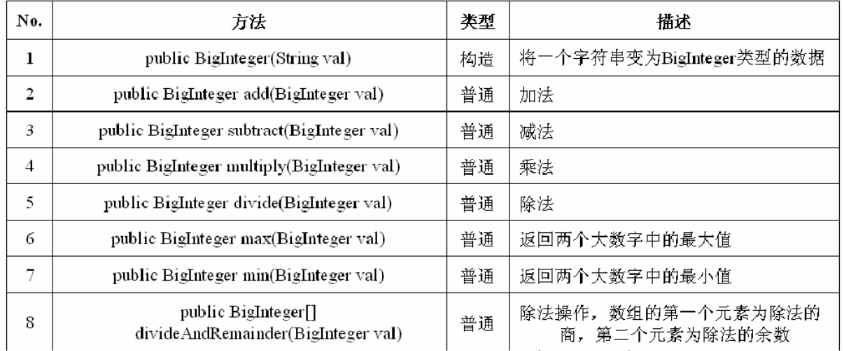 No. 方法 类型 描述
1 public BigInteger(String val) 构造 将一个字符串变为BigInteger类型的数据
2 public BigInteger add(BigInteger val) 普通 加法
3 public BigInteger subtract(BigInteger val) 普通 减法
4 public BigInteger multiply(BigInteger val) 普通 乘法
5 public BigInteger divide(BigInteger val) 普通 除法
6 public BigInteger max(BigInteger val) 普通 返回两个大数字中的最大值
7 public BigInteger min(BigInteger val) 普通 返回两个大数字中的最小值
8 public BigInteger[]
divideAndRemainder(BigInteger val) 普通 除法操作，数组的第一个元素为除法的
商，第二个元素为除法的余数